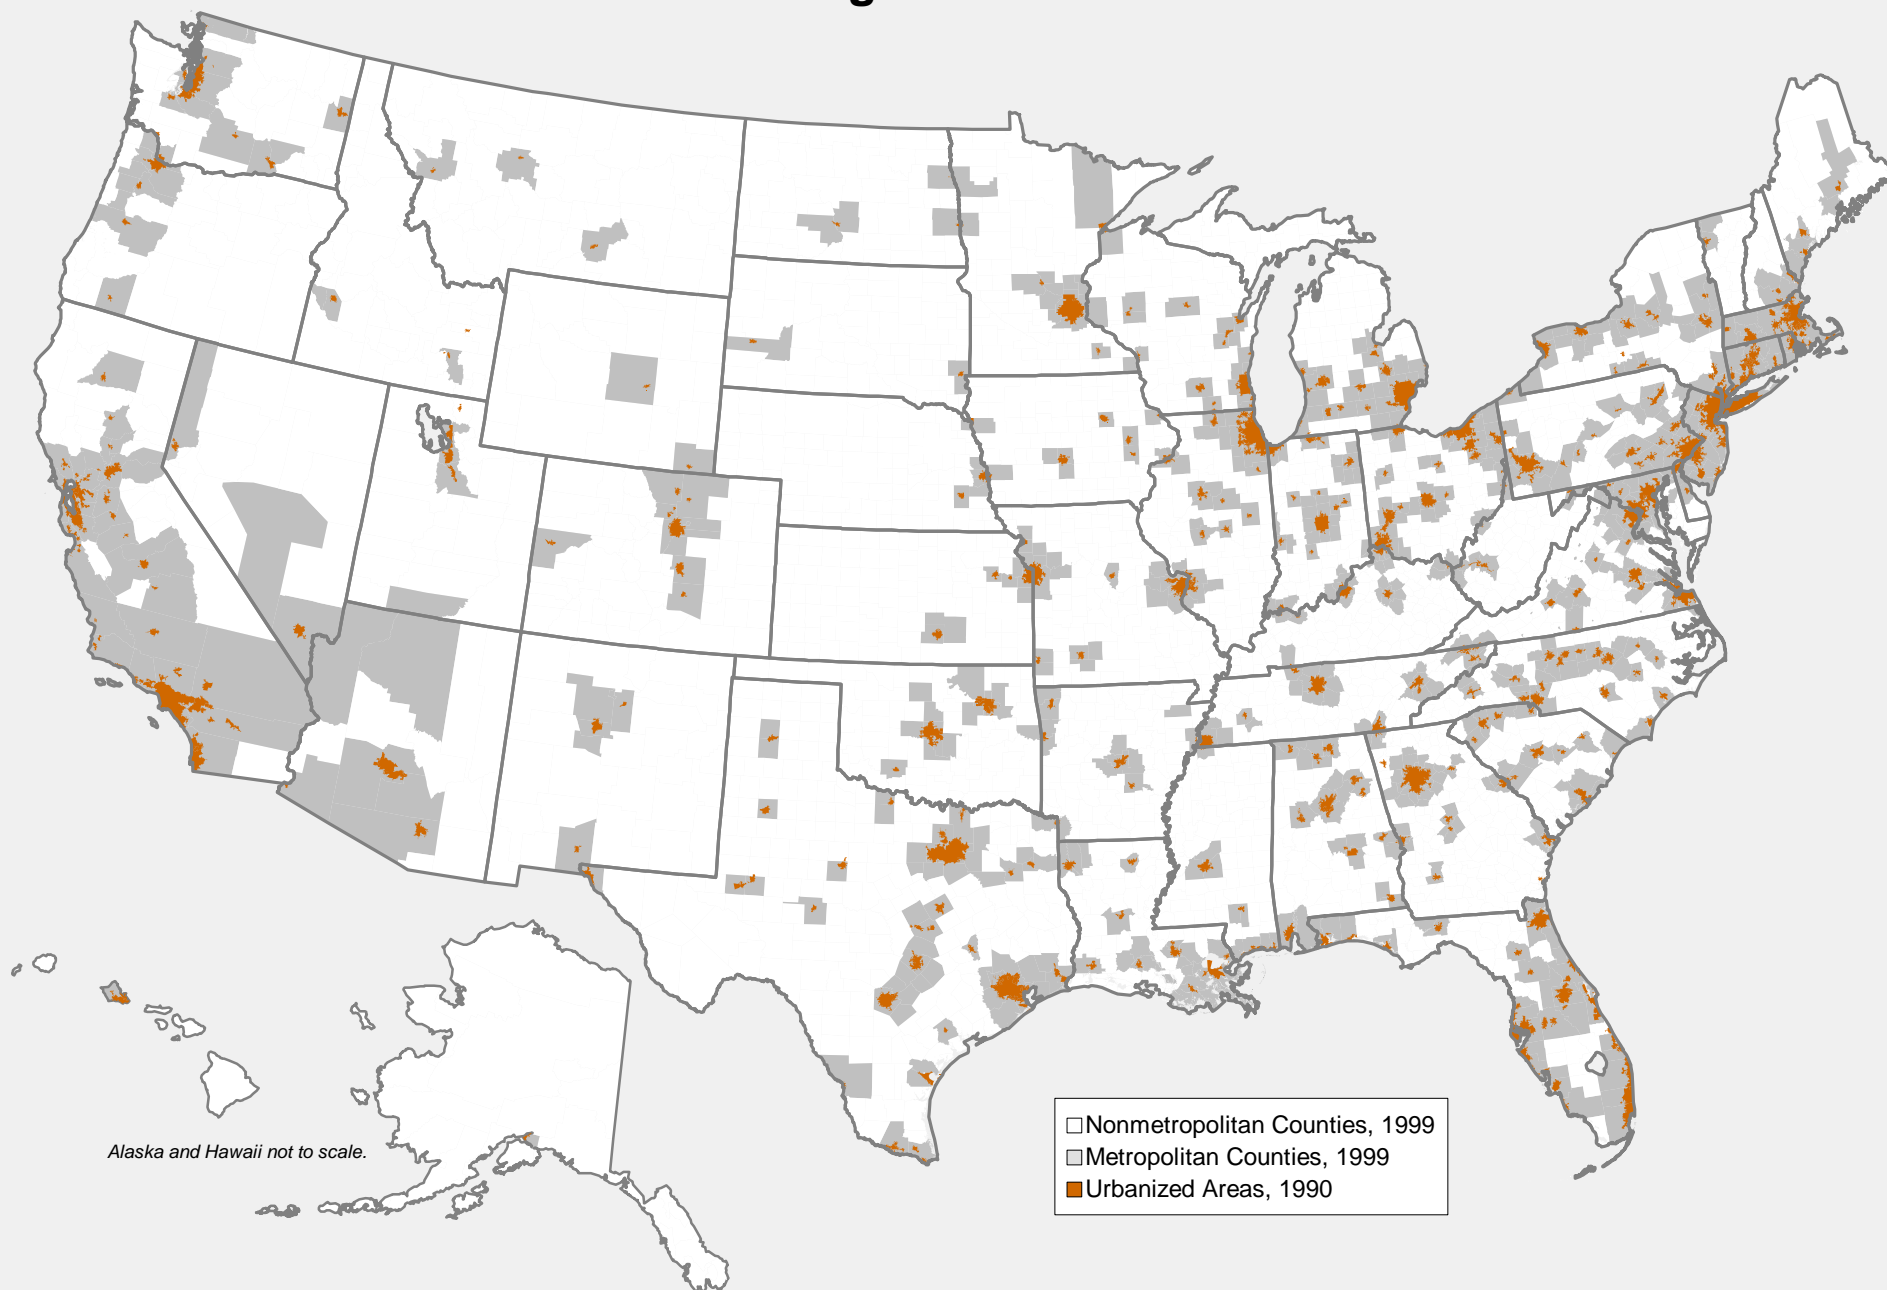 Alaska and Hawaii not to scale.
Nonmetropolitan Counties, 1999
Metropolitan Counties, 1999
Urbanized Areas, 1990